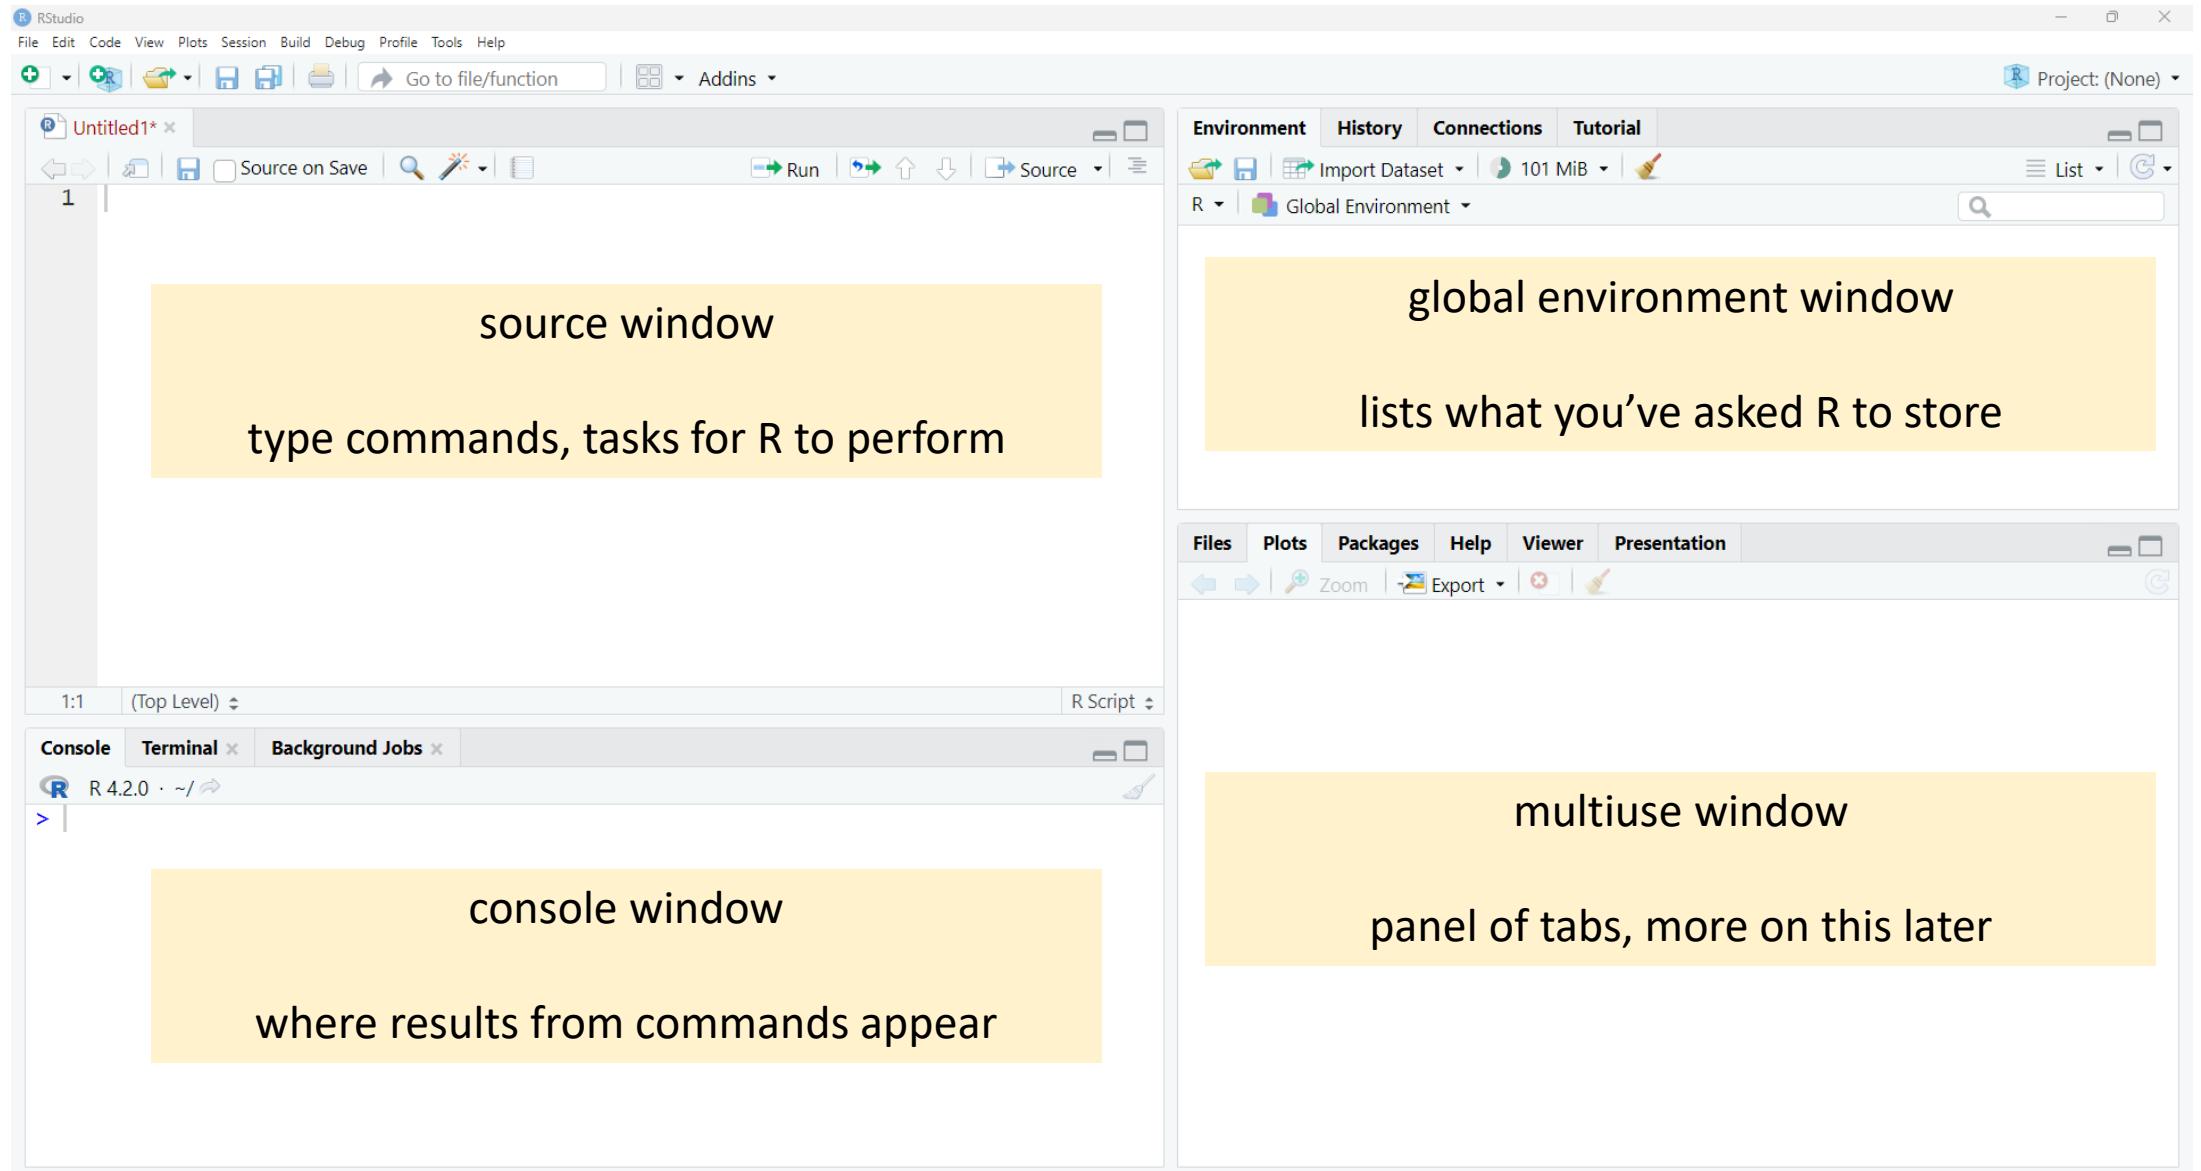 RStudio
File Edit Code View Plots Session Build Debug Profile Tools Help
Go to file/function Addins Project: (None)
Untitled1*
Source on Save Run Source
1
source window
type commands, tasks for R to perform
1:1 (Top Level) R Script
Console Terminal Background Jobs
R R 4.2.0 · ~/
>
console window
where results from commands appear
Environment History Connections Tutorial
Import Dataset 101 MiB List
R Global Environment
global environment window
lists what you’ve asked R to store
Files Plots Packages Help Viewer Presentation
Zoom Export
multiuse window
panel of tabs, more on this later